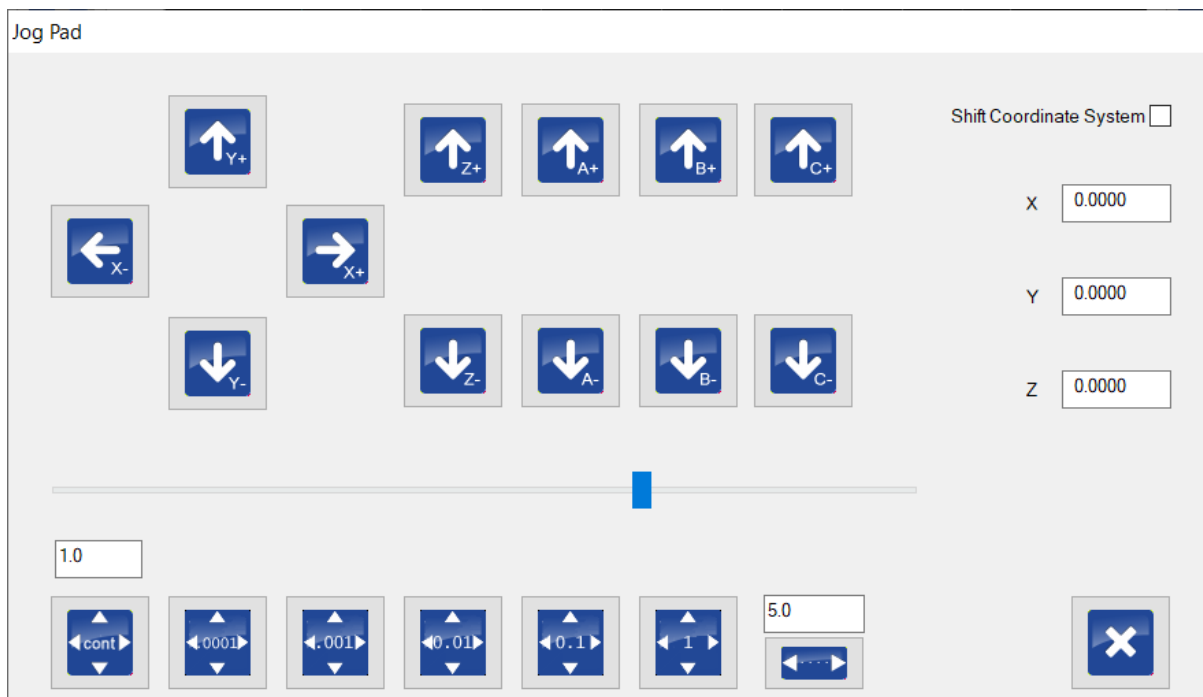 Jog Pad
Y+
Z+
A+
B+
C+
Shift Coordinate System
X-
X+
X 0.0000
Y 0.0000
Y-
Z-
A-
B-
C-
Z 0.0000
1.0
cont
.0001
.001
0.01
0.1
1
5.0